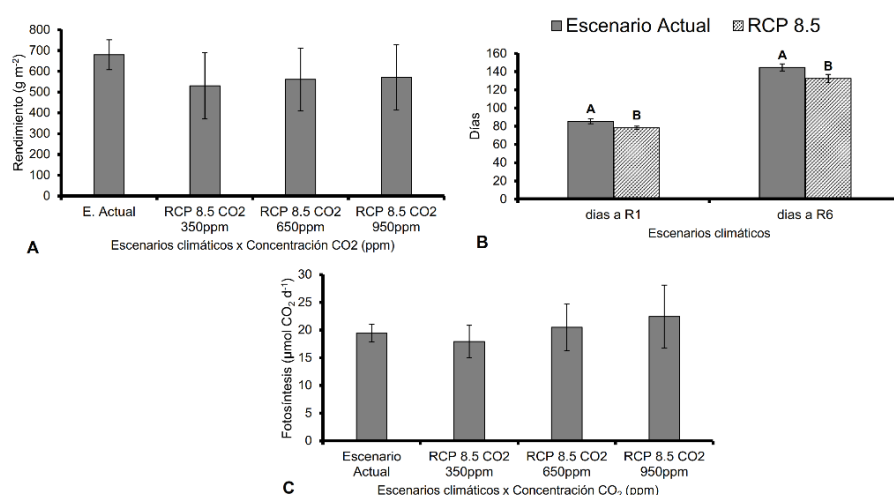 800
700
600
500
400
300
200
100
0
Rendimiento (g m⁻²)
E. Actual
RCP 8.5 CO2 350ppm
RCP 8.5 CO2 650ppm
RCP 8.5 CO2 950ppm
Escenarios climáticos x Concentración CO2 (ppm)
A
Escenario Actual
RCP 8.5
160
140
120
100
80
60
40
20
0
Días
A
B
A
B
dias a R1
dias a R6
Escenarios climáticos
B
30
25
20
15
10
5
0
Fotosíntesis (µmol CO₂ d⁻¹)
Escenario Actual
RCP 8.5 CO2 350ppm
RCP 8.5 CO2 650ppm
RCP 8.5 CO2 950ppm
Escenarios climáticos x Concentración CO₂ (ppm)
C